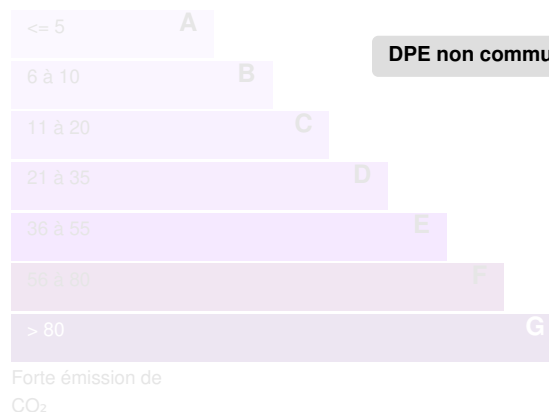 <= 5 A
DPE non commu
6 à 10 B
11 à 20 C
21 à 35 D
36 à 55 E
56 à 80 F
> 80 G
Forte émission de
CO₂